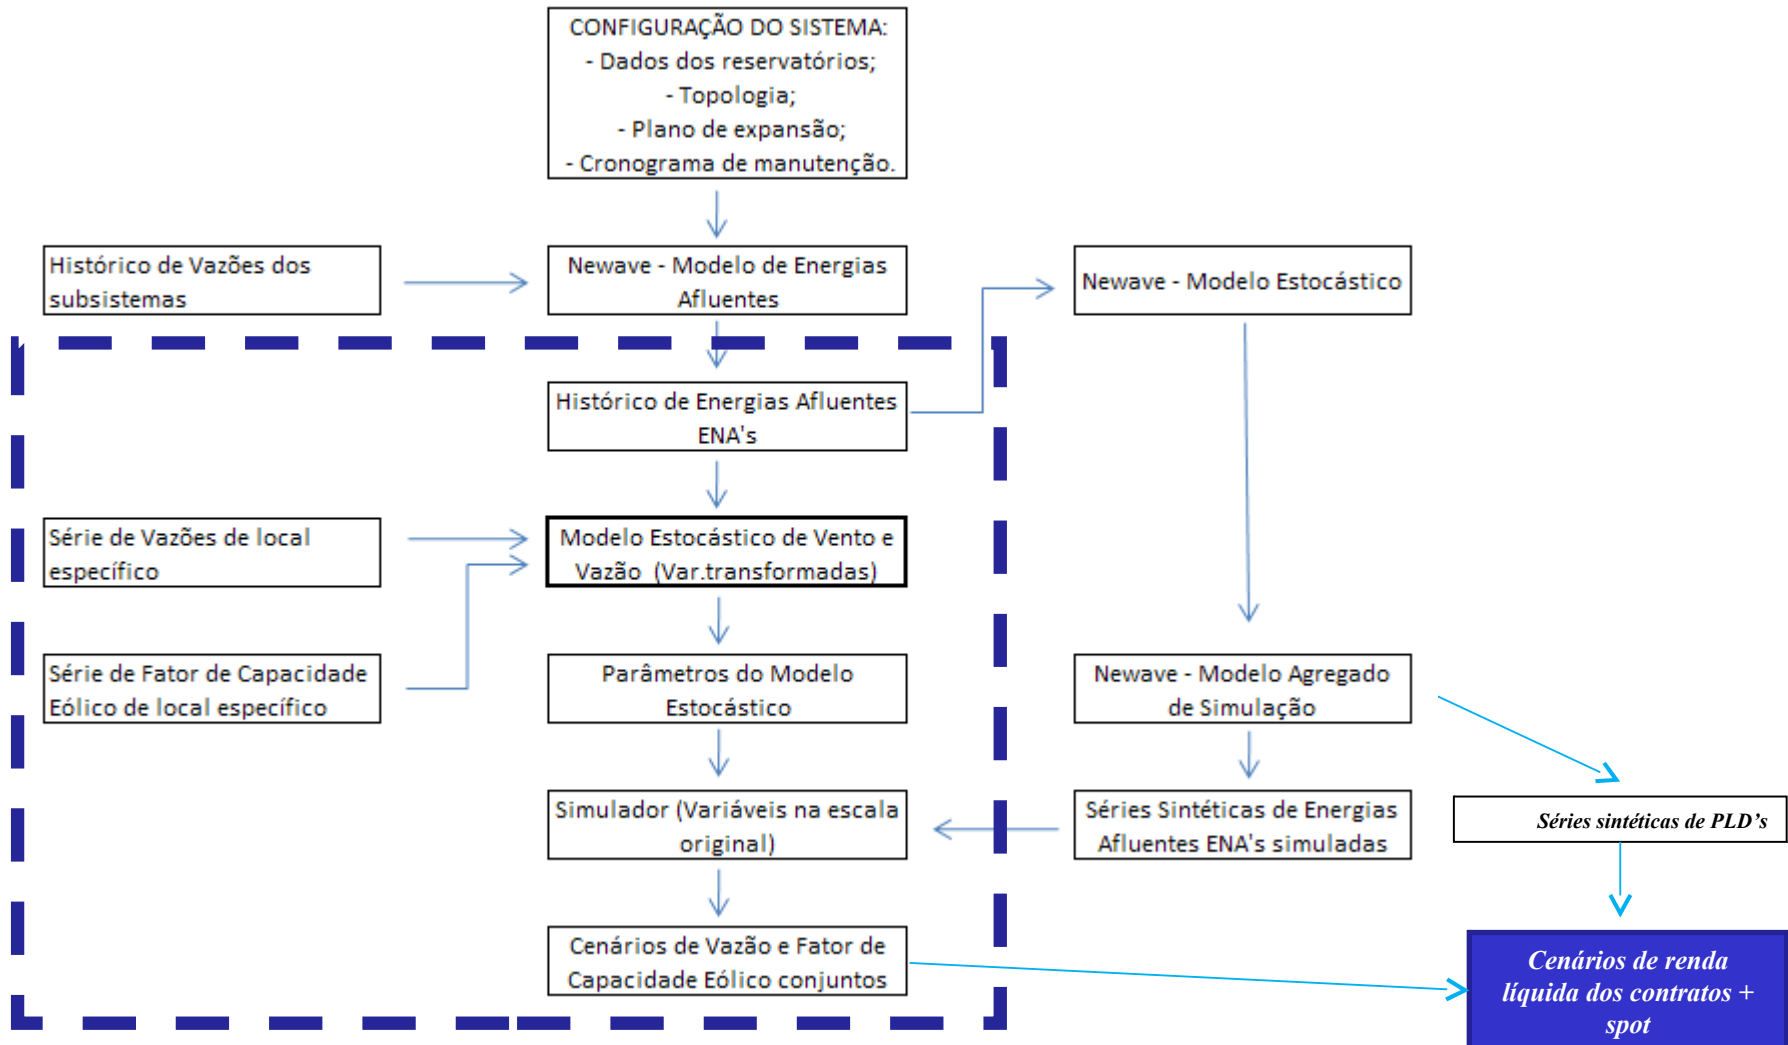 CONFIGURAÇÃO DO SISTEMA:
- Dados dos reservatórios;
- Topologia;
- Plano de expansão;
- Cronograma de manutenção.
Histórico de Vazões dos
subsistemas
Newave - Modelo de Energias
Afluentes
Newave - Modelo Estocástico
Histórico de Energias Afluentes
ENA's
Série de Vazões de local
específico
Modelo Estocástico de Vento e
Vazão (Var.transformadas)
Série de Fator de Capacidade
Eólico de local específico
Parâmetros do Modelo
Estocástico
Newave - Modelo Agregado
de Simulação
Simulador (Variáveis na escala
original)
Séries Sintéticas de Energias
Afluentes ENA's simuladas
Séries sintéticas de PLD's
Cenários de Vazão e Fator de
Capacidade Eólico conjuntos
Cenários de renda
líquida dos contratos +
spot